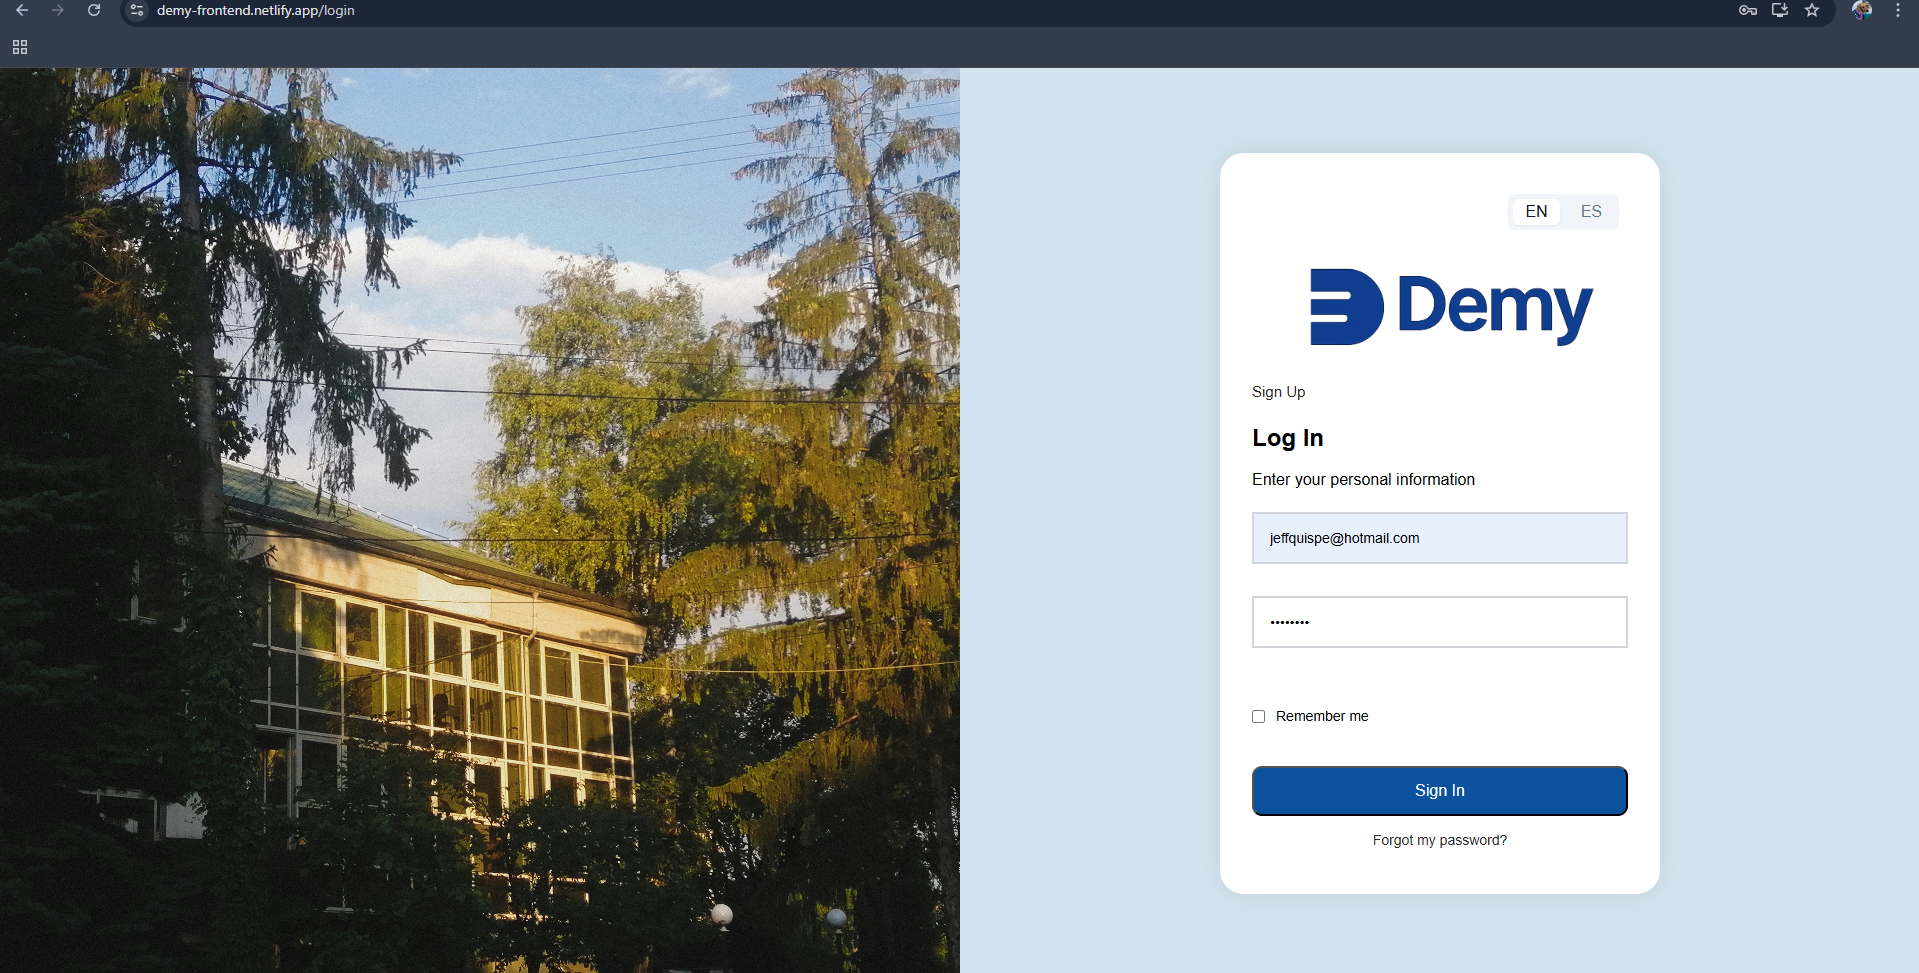 demy-frontend.netlify.app/login
EN ES
Demy
Sign Up
Log In
Enter your personal information
jeffquispe@hotmail.com
••••••••
Remember me
Sign In
Forgot my password?